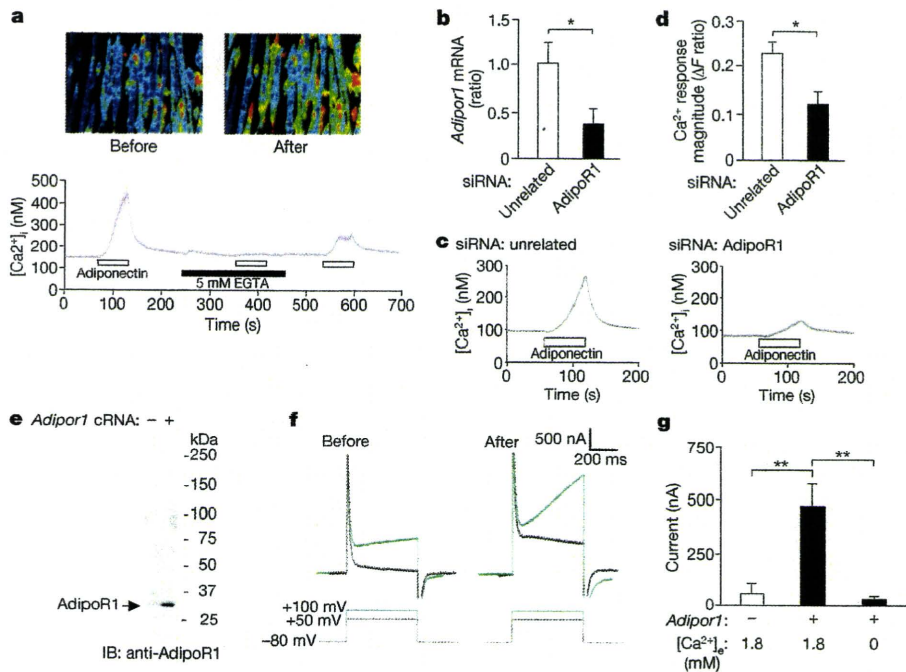 a
Before
After
[Ca2+]i (nM)
500
400
300
200
100
0
Adiponectin
5 mM EGTA
0 100 200 300 400 500 600 700
Time (s)
b
Adipor1 mRNA
(ratio)
1.5
1.0
0.5
0
*
siRNA:
Unrelated
AdipoR1
d
Ca2+ response
magnitude (ΔF ratio)
0.3
0.2
0.1
0
*
siRNA:
Unrelated
AdipoR1
c siRNA: unrelated
[Ca2+]i (nM)
300
200
100
0
Adiponectin
0 100 200
Time (s)
siRNA: AdipoR1
[Ca2+]i (nM)
300
200
100
0
Adiponectin
0 100 200
Time (s)
e Adipor1 cRNA: – +
kDa
-250
-150
-100
-75
-50
-37
-25
AdipoR1
IB: anti-AdipoR1
f
Before
After
500 nA
200 ms
+100 mV
+50 mV
–80 mV
g
Current (nA)
750
500
250
0
**
**
Adipor1: – + +
[Ca2+]e: 1.8 1.8 0
(mM)